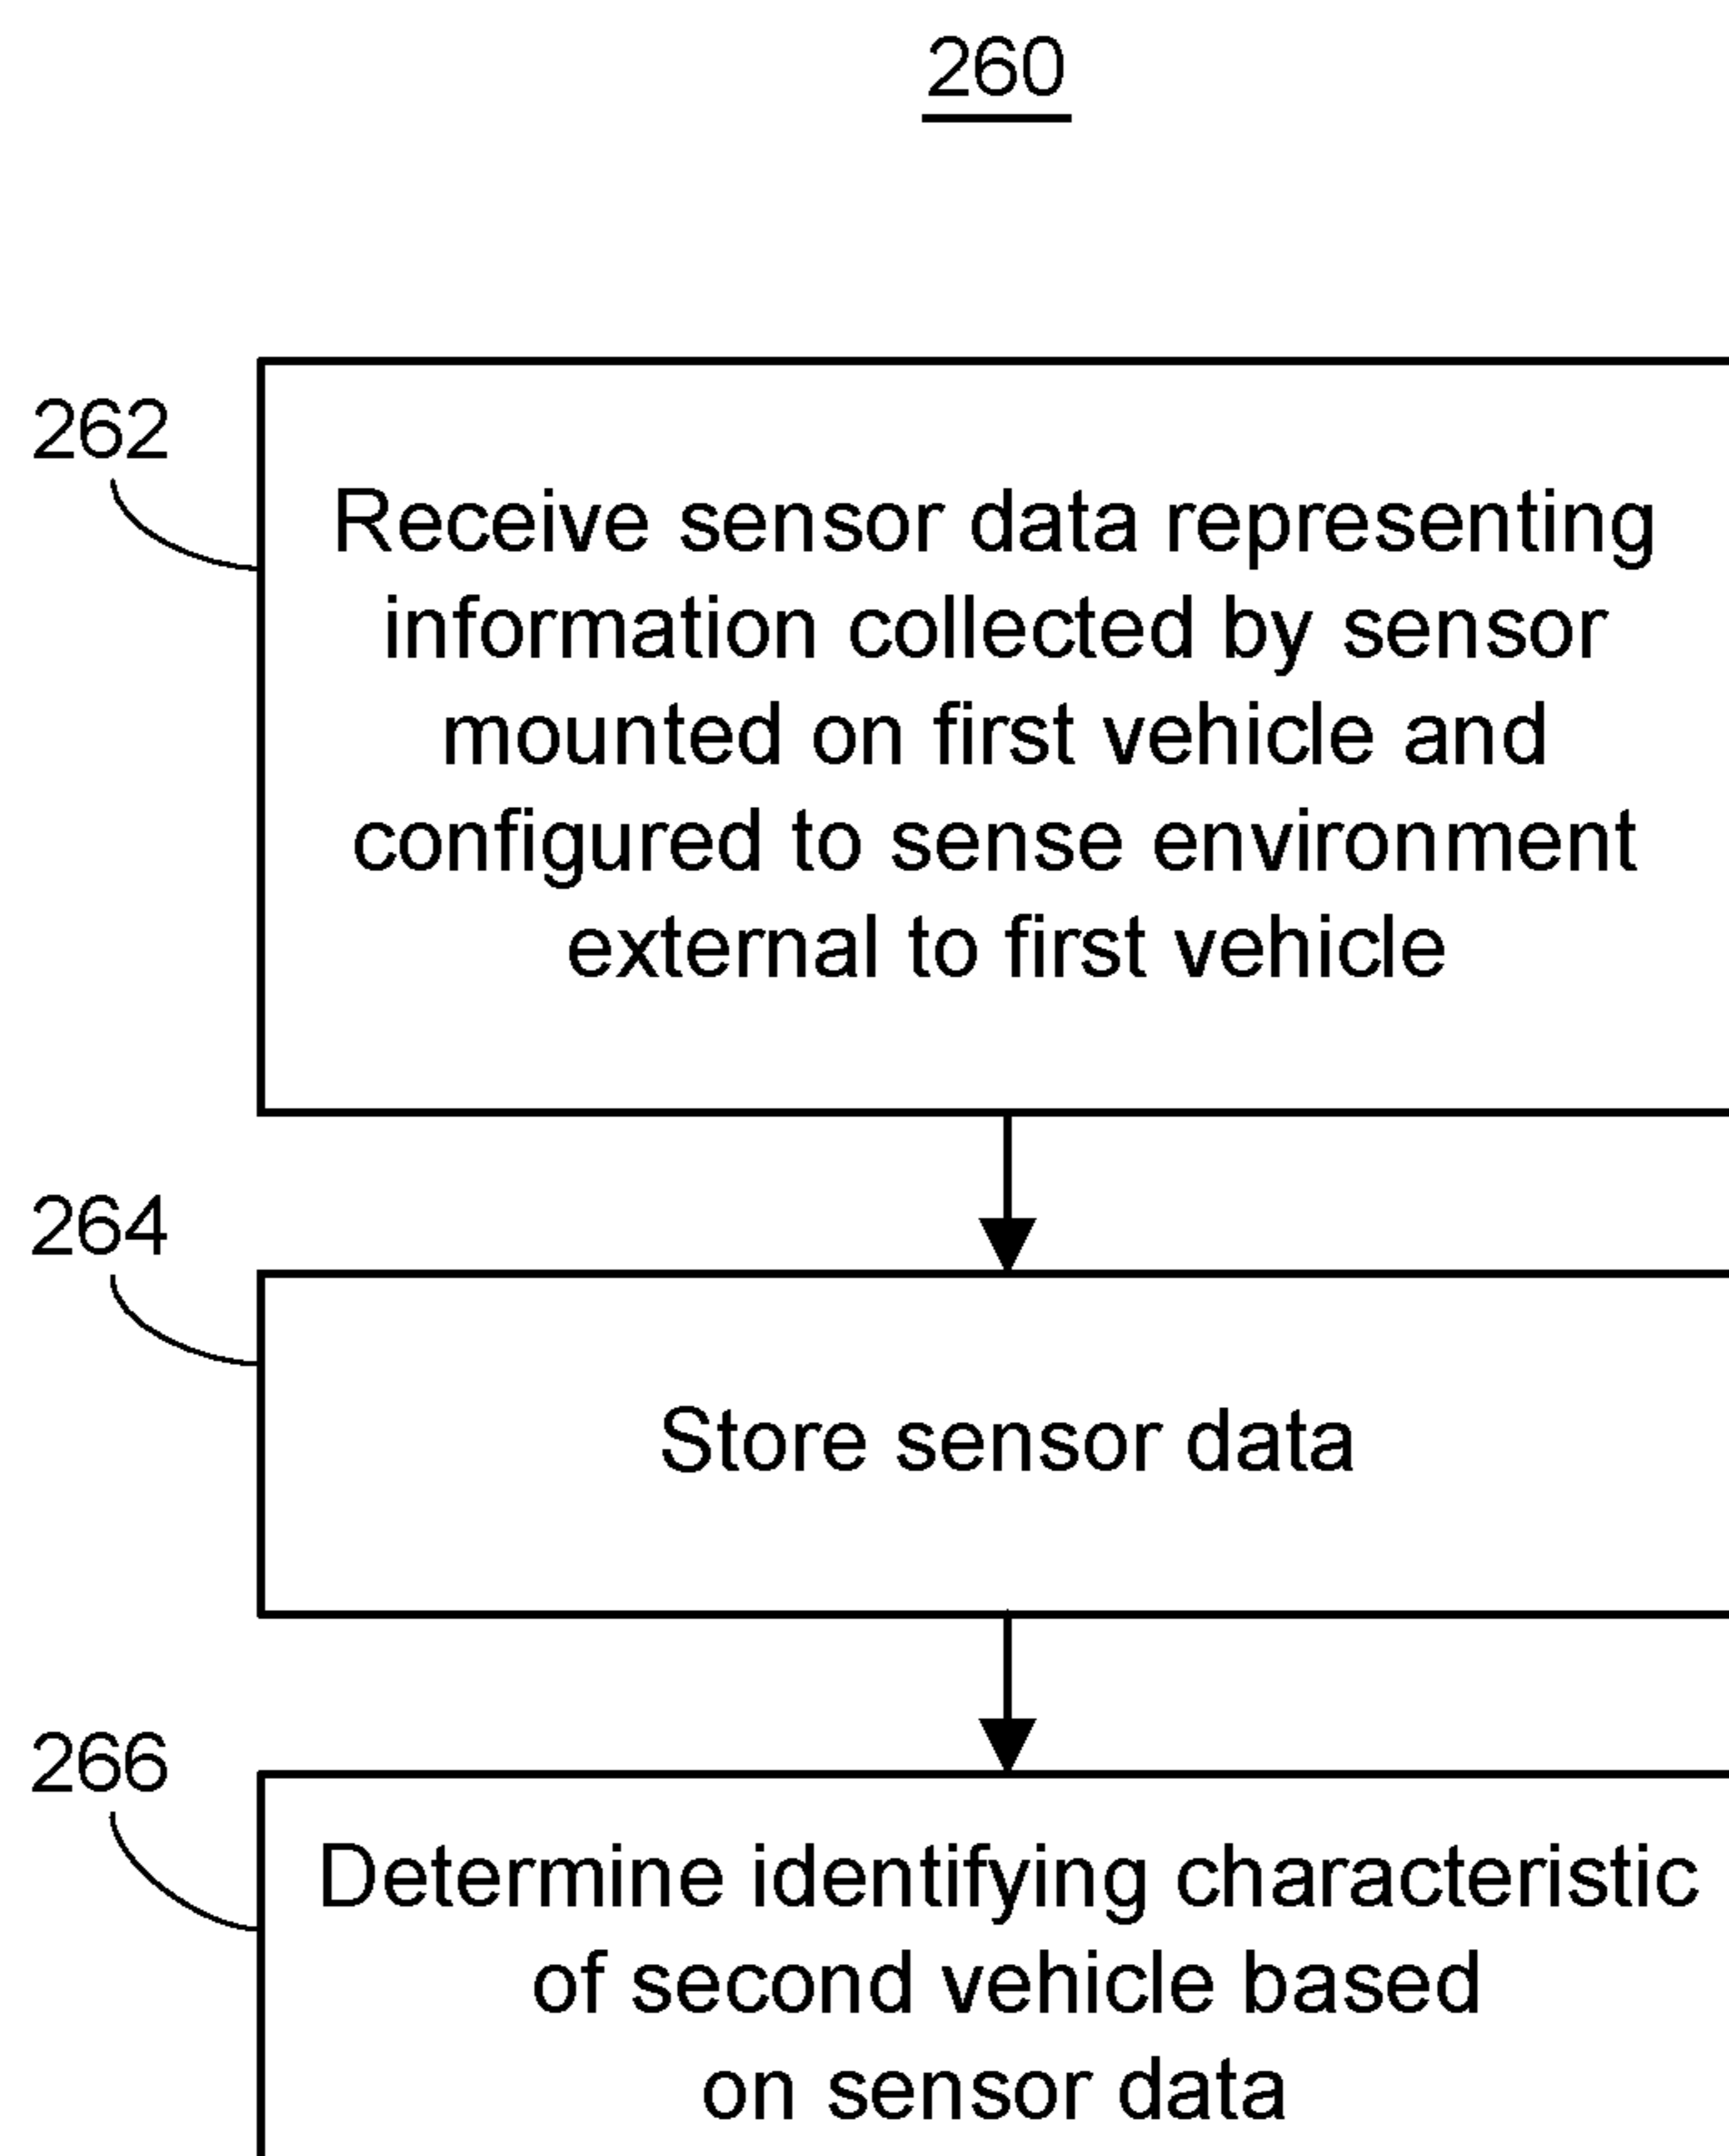 260
262
Receive sensor data representing
information collected by sensor
mounted on first vehicle and
configured to sense environment
external to first vehicle
264
Store sensor data
266
Determine identifying characteristic
of second vehicle based
on sensor data